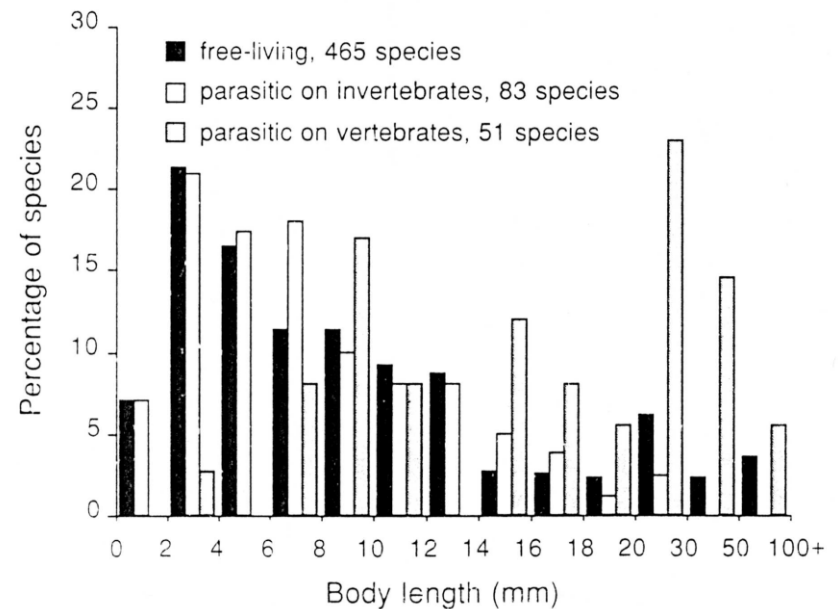 30
free-living, 465 species
parasitic on invertebrates, 83 species
25
parasitic on vertebrates, 51 species
20
15
10
5
0
Percentage of species
0 2 4 6 8 10 12 14 16 18 20 30 50 100+
Body length (mm)